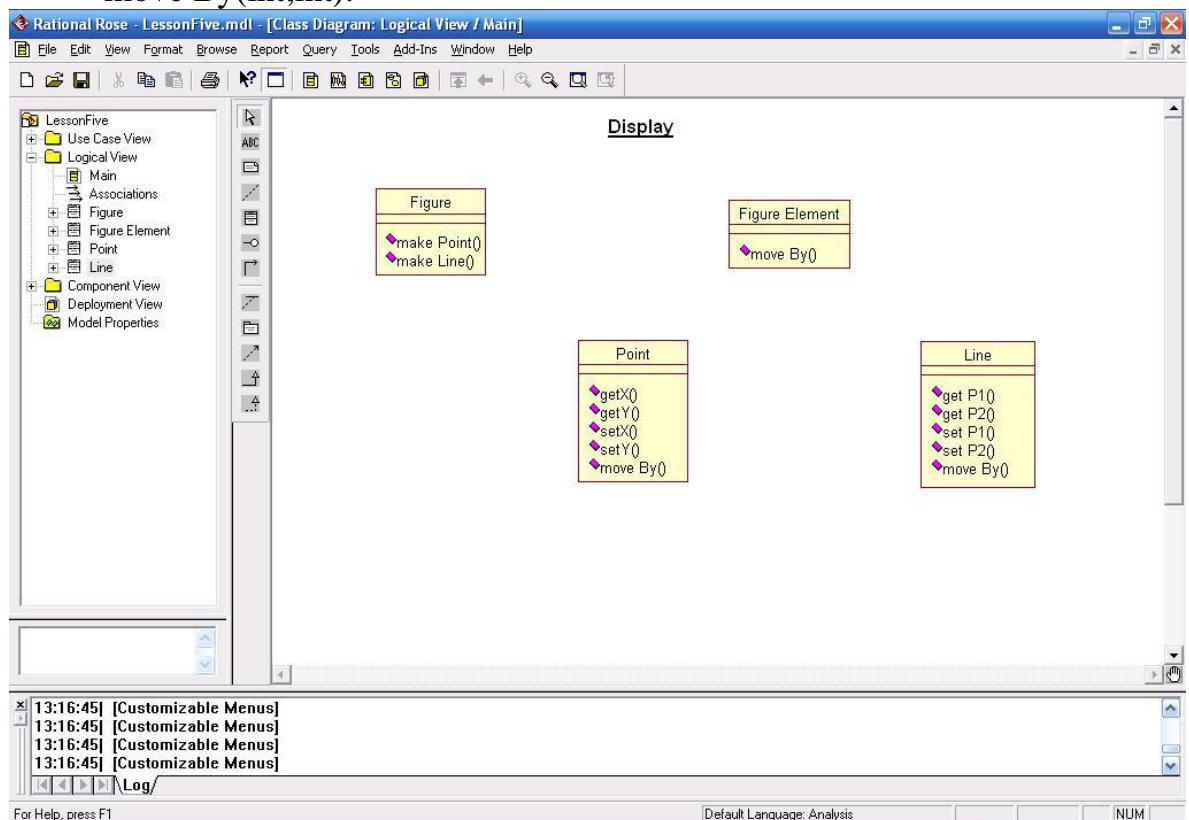 move By(int,int).
Rational Rose - LessonFive.mdl - [Class Diagram: Logical View / Main]
File Edit View Format Browse Report Query Tools Add-Ins Window Help
LessonFive
Use Case View
Logical View
Main
Associations
Figure
Figure Element
Point
Line
Component View
Deployment View
Model Properties
ABC
Display
Figure
make Point()
make Line()
Figure Element
move By()
Point
getX()
getY()
setX()
setY()
move By()
Line
get P1()
get P2()
set P1()
set P2()
move By()
13:16:45| [Customizable Menus]
13:16:45| [Customizable Menus]
13:16:45| [Customizable Menus]
13:16:45| [Customizable Menus]
Log
For Help, press F1
Default Language: Analysis
NUM